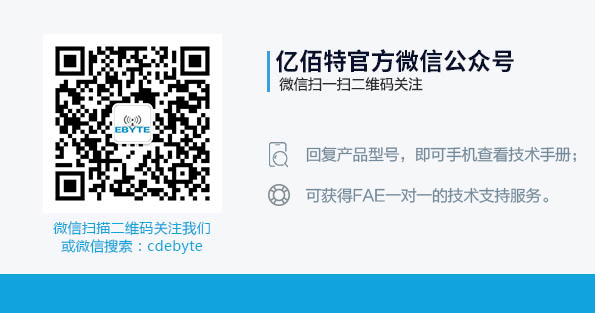 EBYTE
微信扫描二维码关注我们
或微信搜索：cdebyte
亿佰特官方微信公众号
微信扫一扫二维码关注
回复产品型号，即可手机查看技术手册；
可获得FAE一对一的技术支持服务。